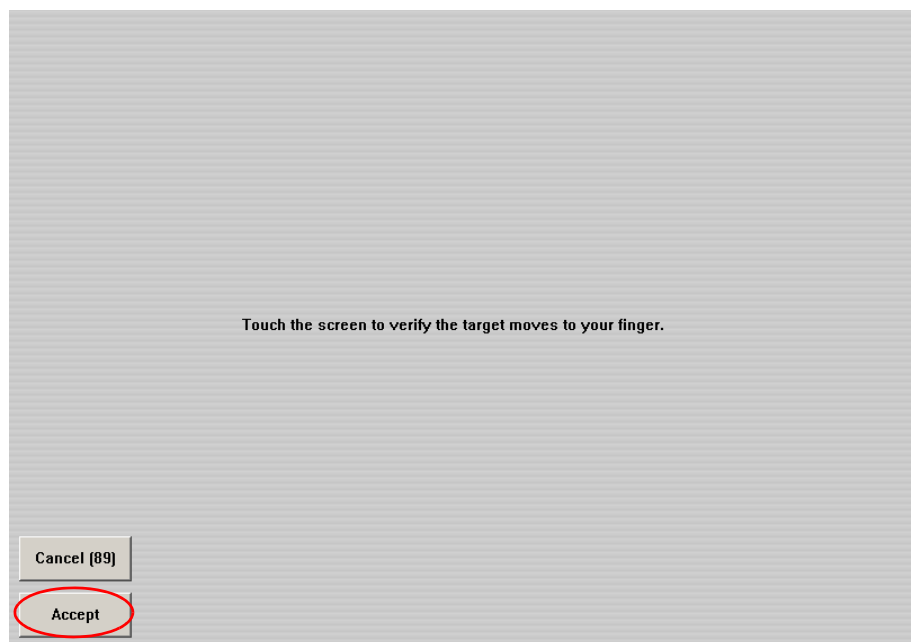 Touch the screen to verify the target moves to your finger.
Cancel (89)
Accept